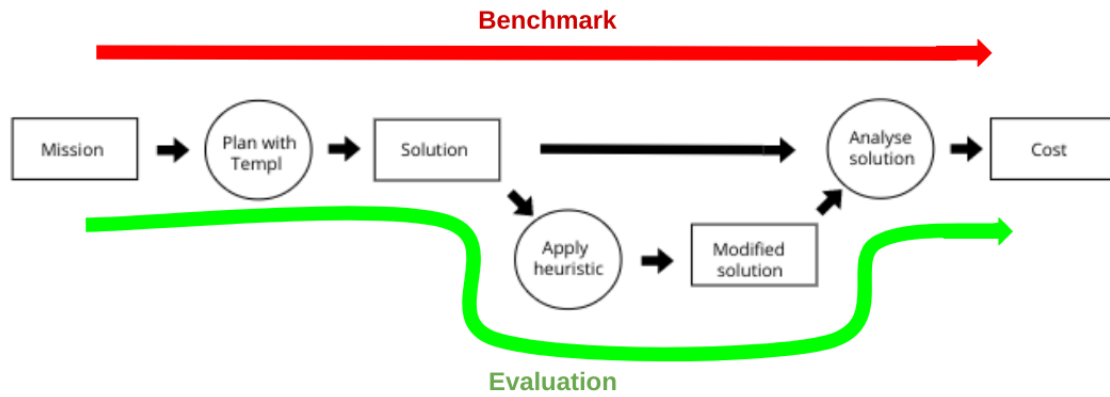 Benchmark
Mission
Plan with
Templ
Solution
Analyse
solution
Cost
Apply
heuristic
Modified
solution
Evaluation